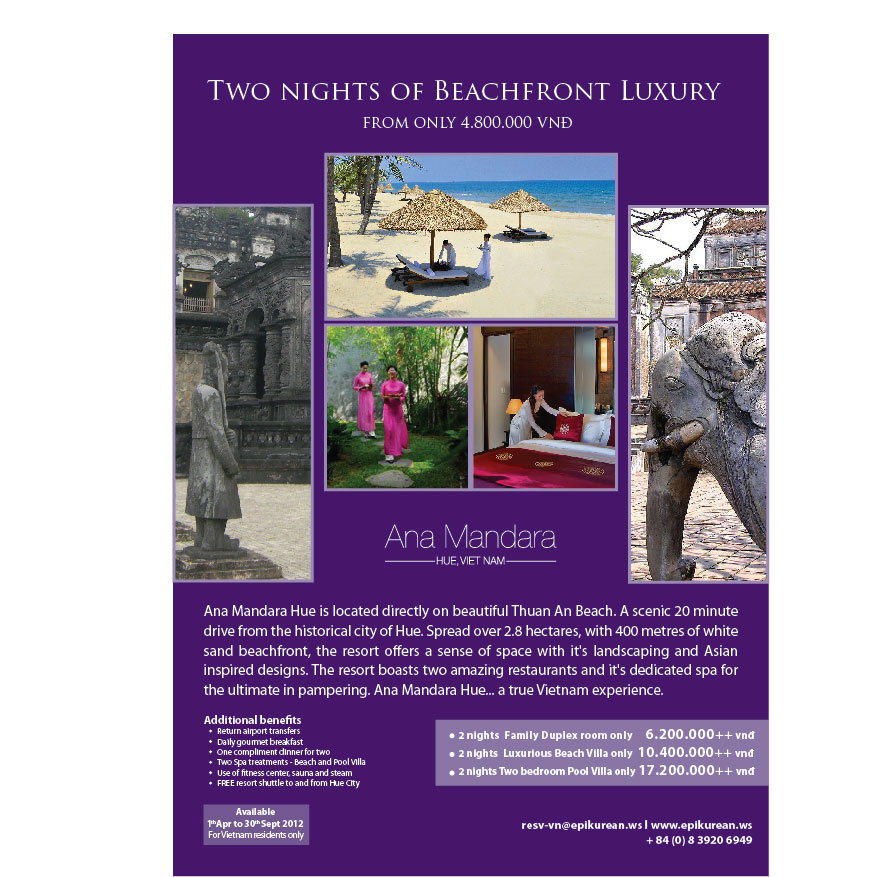 Two nights of Beachfront Luxury
from only 4.800.000 VNĐ
Ana Mandara
HUE, VIET NAM
Ana Mandara Hue is located directly on beautiful Thuan An Beach. A scenic 20 minute
drive from the historical city of Hue. Spread over 2.8 hectares, with 400 metres of white
sand beachfront, the resort offers a sense of space with it's landscaping and Asian
inspired designs. The resort boasts two amazing restaurants and it's dedicated spa for
the ultimate in pampering. Ana Mandara Hue... a true Vietnam experience.
Additional benefits
• Return airport transfers
• Daily gourmet breakfast
• One compliment dinner for two
• Two Spa treatments - Beach and Pool Villa
• Use of fitness center, sauna and steam
• FREE resort shuttle to and from Hue City
• 2 nights Family Duplex room only 6.200.000++ vnđ
• 2 nights Luxurious Beach Villa only 10.400.000++ vnđ
• 2 nights Two bedroom Pool Villa only 17.200.000++ vnđ
Available
1st Apr to 30th Sept 2012
For Vietnam residents only
resv-vn@epikurean.ws l www.epikurean.ws
+ 84 (0) 8 3920 6949